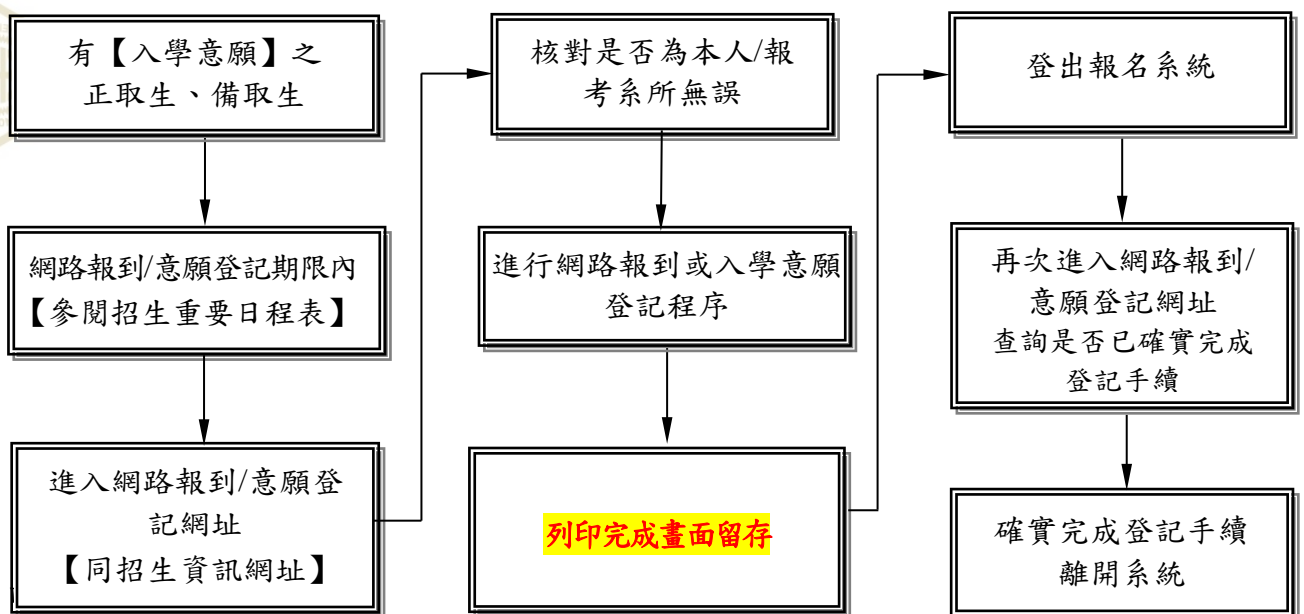 有【入學意願】之
正取生、備取生
網路報到/意願登記期限內
【參閱招生重要日程表】
進入網路報到/意願登
記網址
【同招生資訊網址】
核對是否為本人/報
考系所無誤
進行網路報到或入學意願
登記程序
列印完成畫面留存
登出報名系統
再次進入網路報到/
意願登記網址
查詢是否已確實完成
登記手續
確實完成登記手續
離開系統